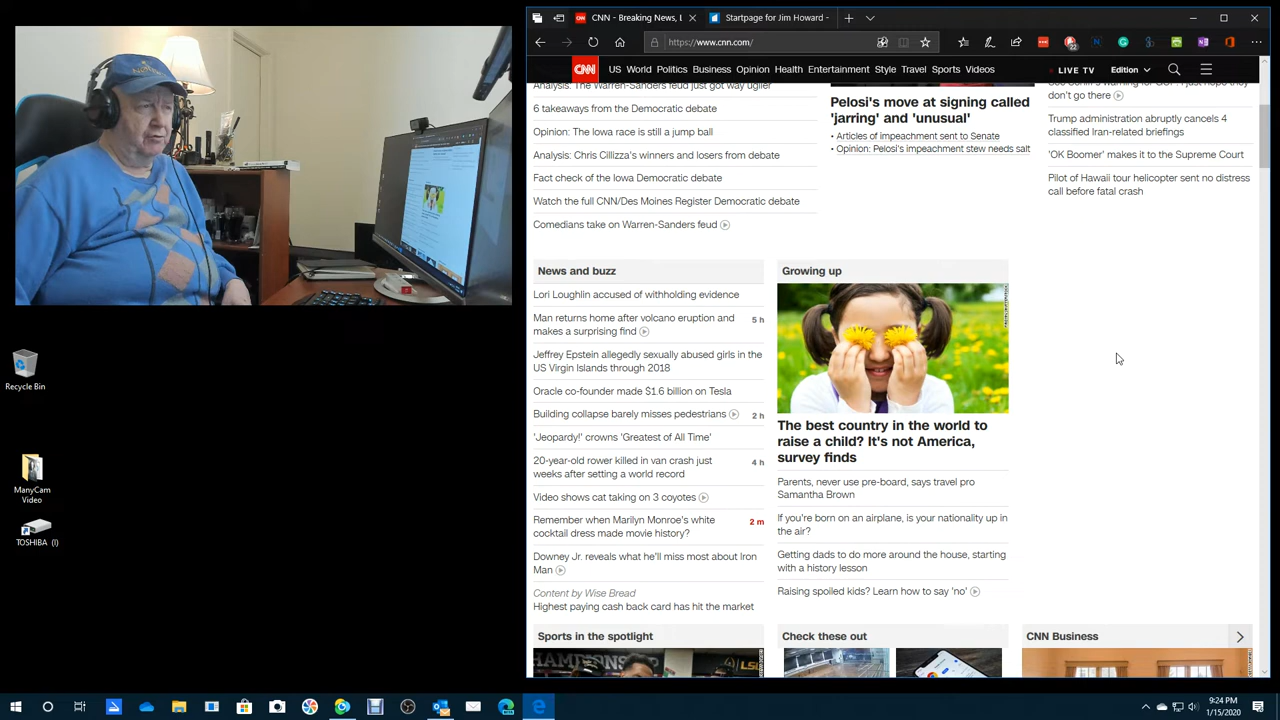 CNN - Breaking News, L
Startpage for Jim Howard -
https://www.cnn.com/
22
CNN
US World Politics Business Opinion Health Entertainment Style Travel Sports Videos
LIVE TV
Edition
Analysis: The Warren-Sanders feud just got way uglier
6 takeaways from the Democratic debate
Opinion: The Iowa race is still a jump ball
Analysis: Chris Cillizza's winners and losers from debate
Fact check of the Iowa Democratic debate
Watch the full CNN/Des Moines Register Democratic debate
Comedians take on Warren-Sanders feud
Pelosi's move at signing called
'jarring' and 'unusual'
• Articles of impeachment sent to Senate
• Opinion: Pelosi's impeachment stew needs salt
don't go there
Trump administration abruptly cancels 4
classified Iran-related briefings
'OK Boomer' makes it to the Supreme Court
Pilot of Hawaii tour helicopter sent no distress
call before fatal crash
News and buzz
Lori Loughlin accused of withholding evidence
Man returns home after volcano eruption and
makes a surprising find
5 h
Jeffrey Epstein allegedly sexually abused girls in the
US Virgin Islands through 2018
Oracle co-founder made $1.6 billion on Tesla
Building collapse barely misses pedestrians
2 h
'Jeopardy!' crowns 'Greatest of All Time'
20-year-old rower killed in van crash just
weeks after setting a world record
4 h
Video shows cat taking on 3 coyotes
Remember when Marilyn Monroe's white
cocktail dress made movie history?
2 m
Downey Jr. reveals what he'll miss most about Iron
Man
Content by Wise Bread
Highest paying cash back card has hit the market
Growing up
The best country in the world to
raise a child? It's not America,
survey finds
Parents, never use pre-board, says travel pro
Samantha Brown
If you're born on an airplane, is your nationality up in
the air?
Getting dads to do more around the house, starting
with a history lesson
Raising spoiled kids? Learn how to say 'no'
Sports in the spotlight
Check these out
CNN Business
Recycle Bin
ManyCam
Video
TOSHIBA (I)
9:24 PM
1/15/2020